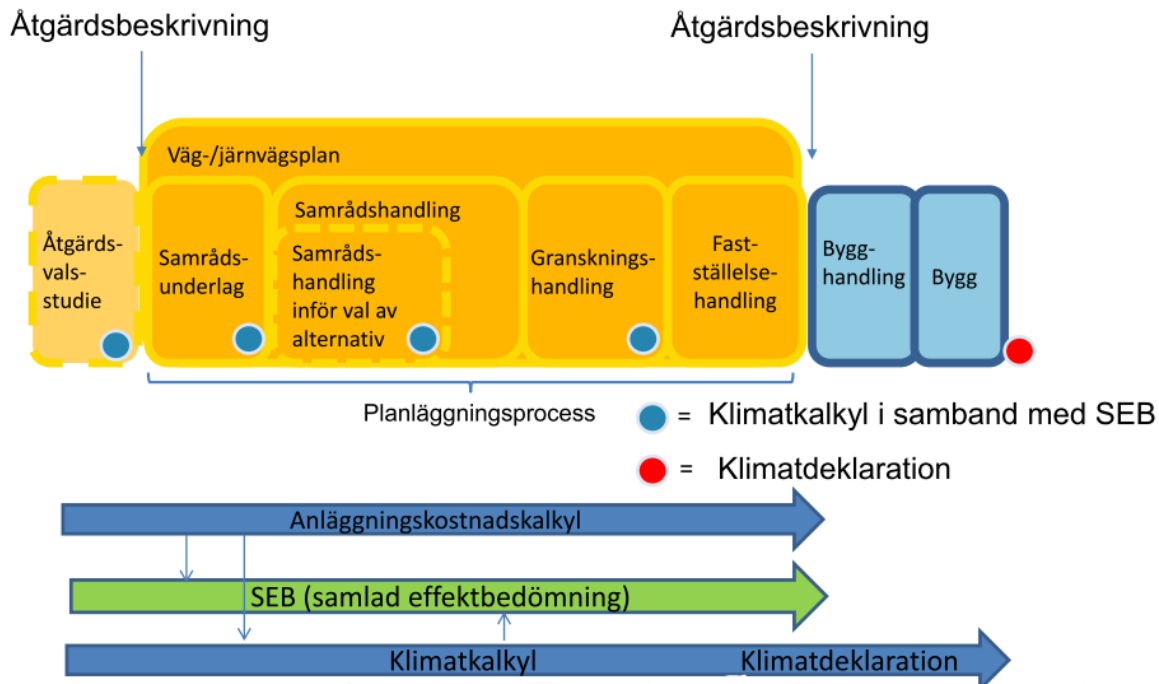 Åtgärdsbeskrivning
Åtgärdsbeskrivning
Väg-/järnvägsplan
Åtgärds-
vals-
studie
Samråds-
underlag
Samrådshandling
Samråds-
handling
inför val av
alternativ
Gransknings-
handling
Fast-
ställelse-
handling
Bygg-
handling
Bygg
Planläggningsprocess
= Klimatkalkyl i samband med SEB
= Klimatdeklaration
Anläggningskostnadskalkyl
SEB (samlad effektbedömning)
Klimatkalkyl
Klimatdeklaration